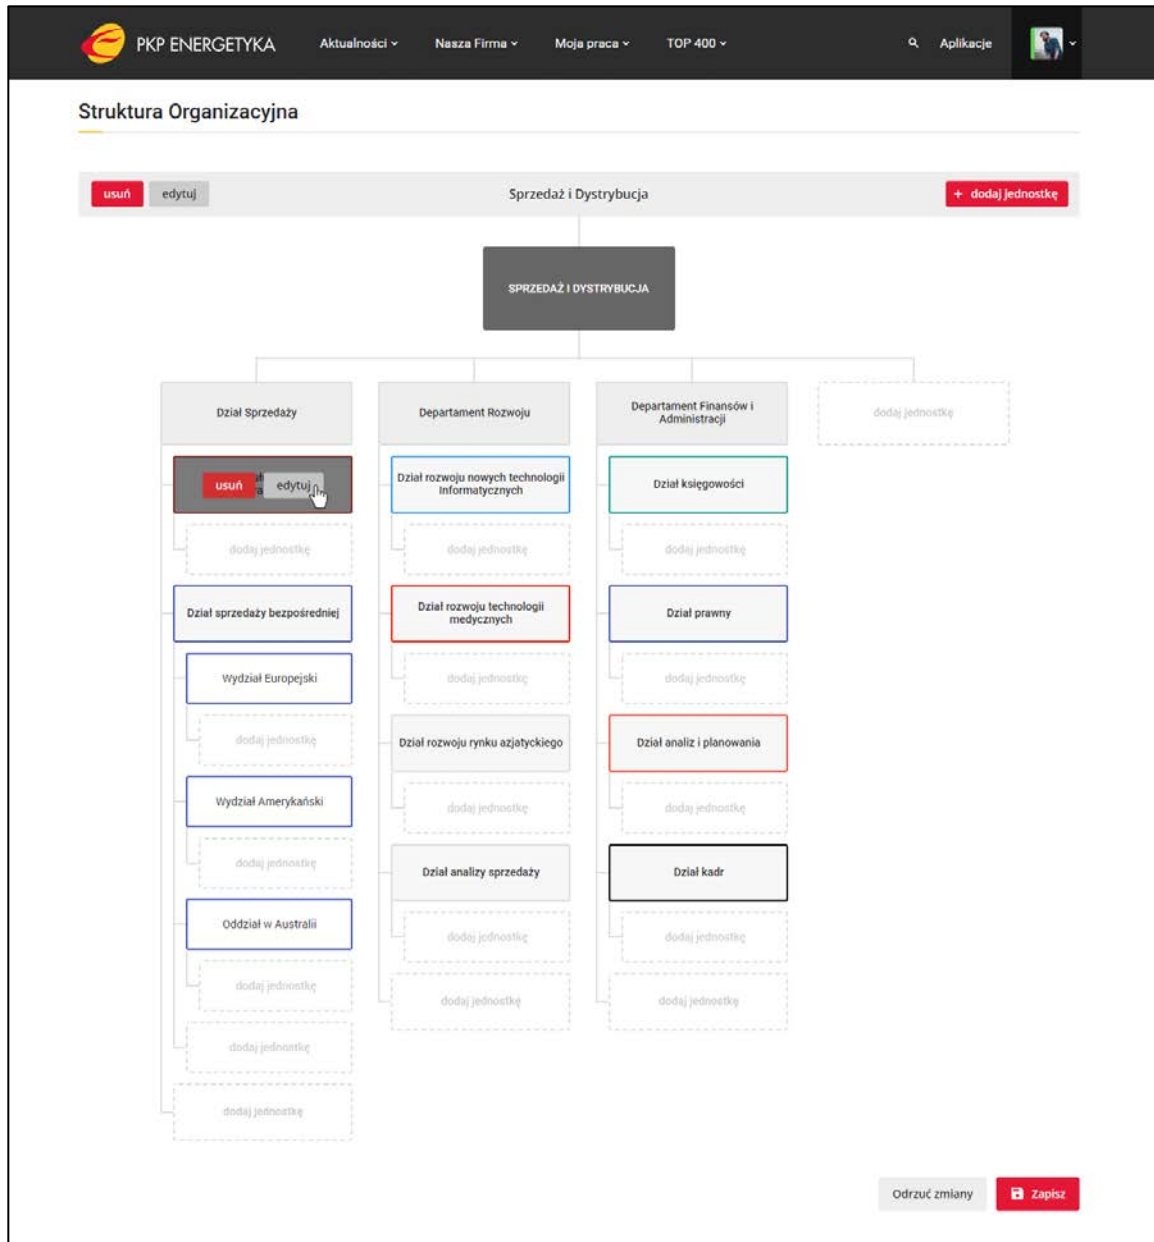 PKP ENERGETYKA
Aktualności
Nasza Firma
Moja praca
TOP 400
Aplikacje
Struktura Organizacyjna
usuń
edytuj
Sprzedaż i Dystrybucja
+ dodaj jednostkę
SPRZEDAŻ I DYSTRYBUCJA
Dział Sprzedaży
Departament Rozwoju
Departament Finansów i
Administracji
dodaj jednostkę
usuń
edytuj
Dział rozwoju nowych technologii
Informatycznych
Dział księgowości
dodaj jednostkę
dodaj jednostkę
dodaj jednostkę
Dział sprzedaży bezpośredniej
Dział rozwoju technologii
medycznych
Dział prawny
Wydział Europejski
dodaj jednostkę
dodaj jednostkę
dodaj jednostkę
Dział rozwoju rynku azjatyckiego
Dział analiz i planowania
Wydział Amerykański
dodaj jednostkę
dodaj jednostkę
dodaj jednostkę
Dział analizy sprzedaży
Dział kadr
Oddział w Australii
dodaj jednostkę
dodaj jednostkę
dodaj jednostkę
dodaj jednostkę
dodaj jednostkę
dodaj jednostkę
dodaj jednostkę
Odrzuć zmiany
Zapisz